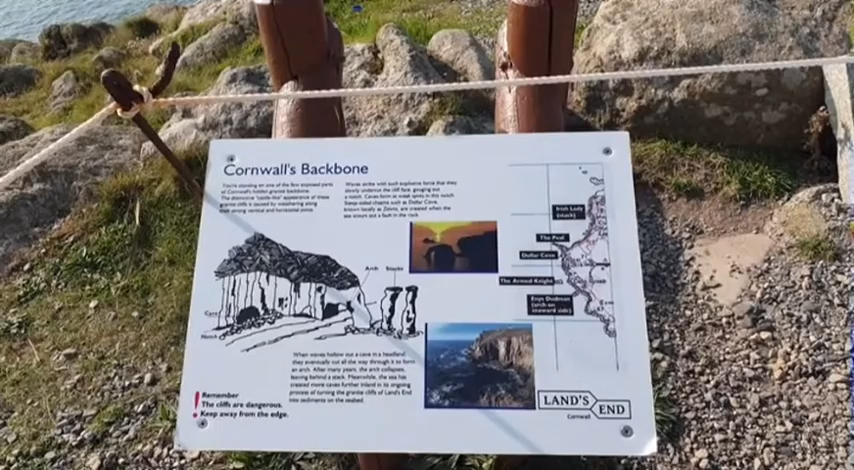 Cornwall's Backbone
You're standing on one of the few exposed parts
of Cornwall's hidden granite backbone.
The distinctive "castle-like" appearance of these
granite cliffs is caused by weathering along
their strong vertical and horizontal joints.
Waves strike with such explosive force that they
slowly undercut the cliff face, gouging out
a notch. Caves form at weak spots in this notch.
Steep-sided chasms such as Dollar Cove,
known locally as Zawns, are created when the
sea scours out a fault in the rock.
Arch Stacks
Cave
Notch
When waves hollow out a cave in a headland
they eventually cut all the way through it to form
an arch. After many years, the arch collapses,
leaving behind a stack. Meanwhile, the sea has
created more caves further inland in its ongoing
process of turning the granite cliffs of Land's End
into sediments on the seabed.
! Remember
The cliffs are dangerous.
Keep away from the edge.
Irish Lady
(stack)
The Peal
Dollar Cove
The Armed Knight
Enys Dodman
(arch on
seaward side)
LAND'S
END
Cornwall